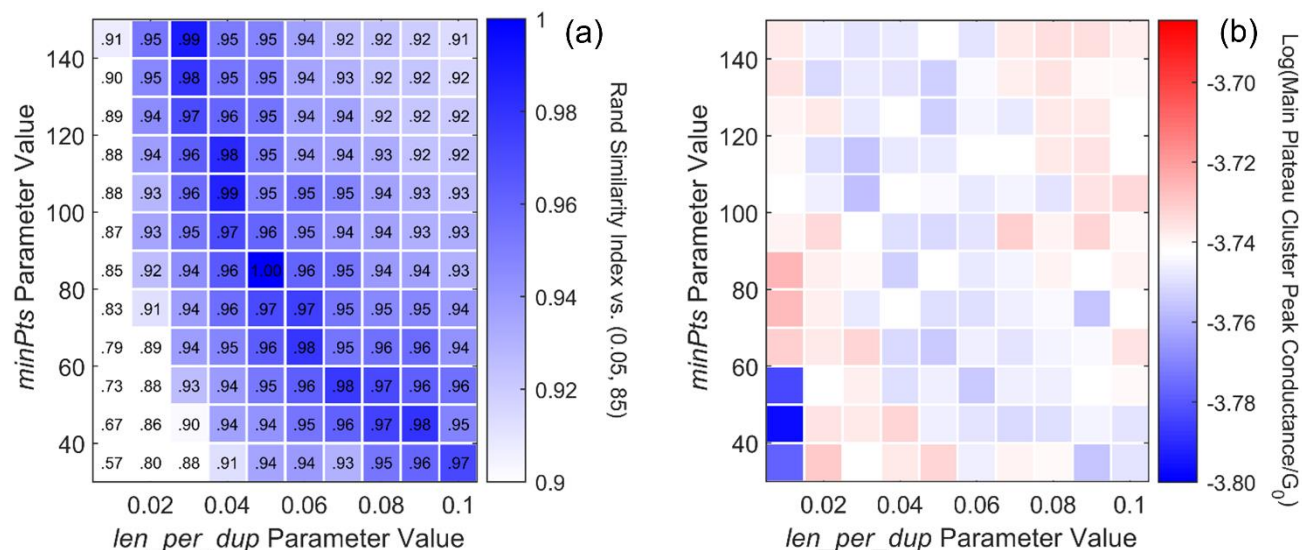 (a)
minPts Parameter Value
140
120
100
80
60
40
.91 .95 .99 .95 .95 .94 .92 .92 .92 .91
.90 .95 .98 .95 .95 .94 .93 .92 .92 .92
.89 .94 .97 .96 .95 .94 .94 .92 .92 .92
.88 .94 .96 .98 .95 .94 .94 .93 .92 .92
.88 .93 .96 .99 .95 .95 .94 .94 .93 .93
.87 .93 .95 .97 .96 .95 .94 .94 .93 .93
.85 .92 .94 .96 1.00 .96 .95 .94 .94 .93
.83 .91 .94 .96 .97 .97 .95 .95 .95 .94
.79 .89 .94 .95 .96 .98 .95 .96 .96 .94
.73 .88 .93 .94 .95 .96 .98 .97 .96 .96
.67 .86 .90 .94 .94 .95 .96 .97 .98 .95
.57 .80 .88 .91 .94 .94 .93 .95 .96 .97
0.02 0.04 0.06 0.08 0.1
len_per_dup Parameter Value
1
0.98
0.96
0.94
0.92
0.9
Rand Similarity Index vs. (0.05, 85)
(b)
minPts Parameter Value
140
120
100
80
60
40
0.02 0.04 0.06 0.08 0.1
len_per_dup Parameter Value
-3.70
-3.72
-3.74
-3.76
-3.78
-3.80
Log(Main Plateau Cluster Peak Conductance/G0)